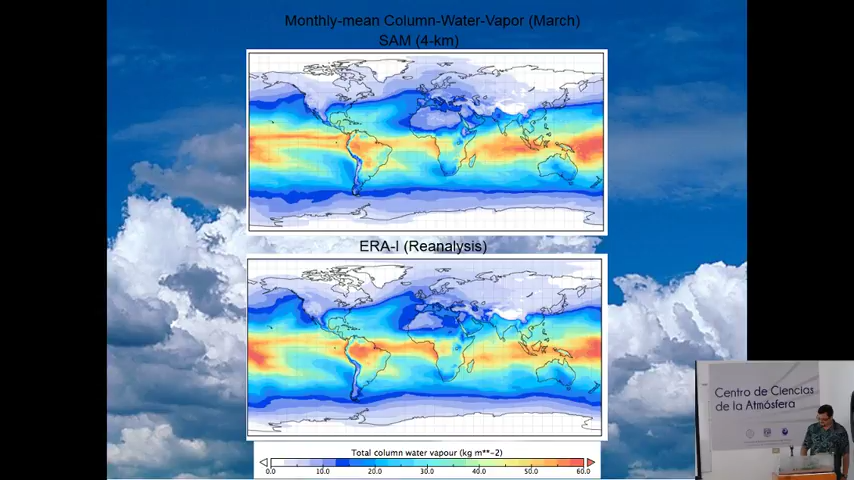 Monthly-mean Column-Water-Vapor (March)
SAM (4-km)
ERA-I (Reanalysis)
Total column water vapour (kg m**-2)
0.0 10.0 20.0 30.0 40.0 50.0 60.0
Centro de Ciencias
de la Atmósfera